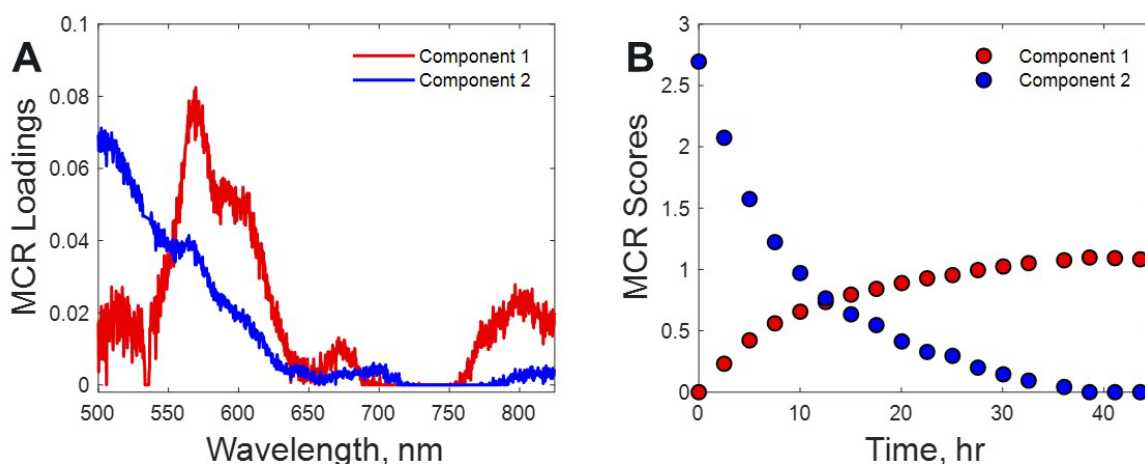 A
MCR Loadings
0.1
0.08
0.06
0.04
0.02
0
500
550
600
650
700
750
800
Wavelength, nm
Component 1
Component 2
B
MCR Scores
3
2.5
2
1.5
1
0.5
0
0
10
20
30
40
Time, hr
Component 1
Component 2